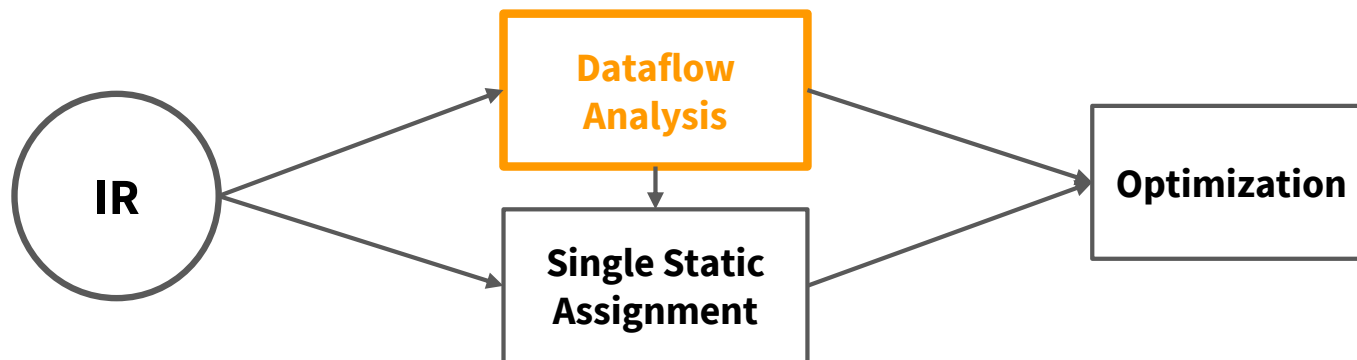 IR
Dataflow
Analysis
Single Static
Assignment
Optimization